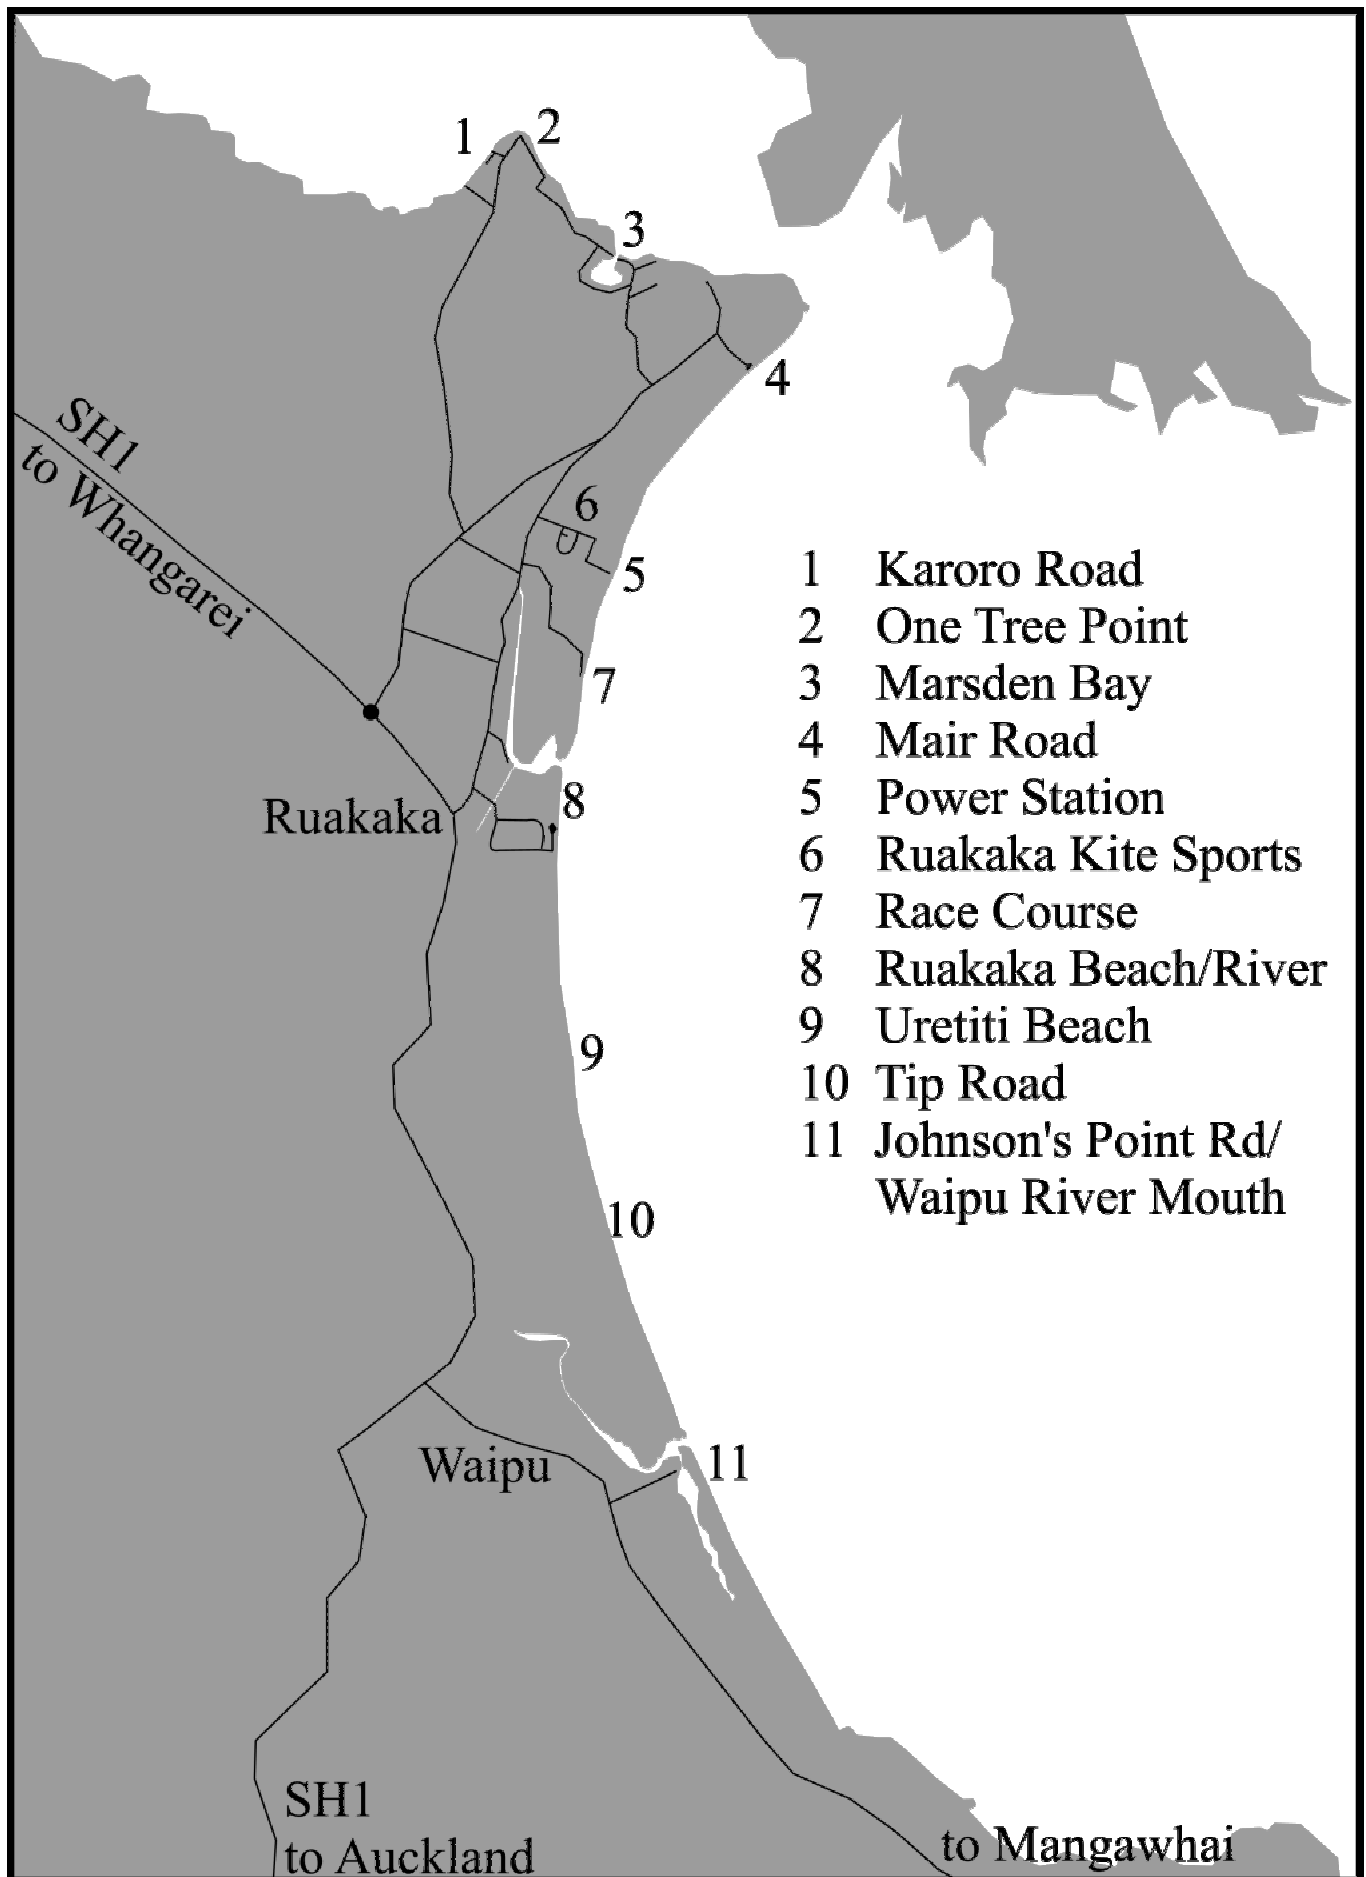 1
2
3
4
SH1
to Whangarei
6
5
7
8
Ruakaka
9
10
Waipu
11
SH1
to Auckland
to Mangawhai
1 Karoro Road
2 One Tree Point
3 Marsden Bay
4 Mair Road
5 Power Station
6 Ruakaka Kite Sports
7 Race Course
8 Ruakaka Beach/River
9 Uretiti Beach
10 Tip Road
11 Johnson's Point Rd/
Waipu River Mouth